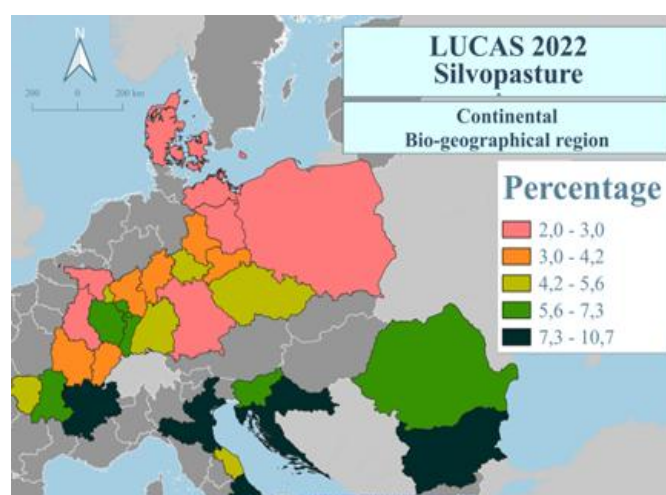 LUCAS 2022
Silvopasture
Continental
Bio-geographical region
N
200 0 200 km
Percentage
2,0 - 3,0
3,0 - 4,2
4,2 - 5,6
5,6 - 7,3
7,3 - 10,7